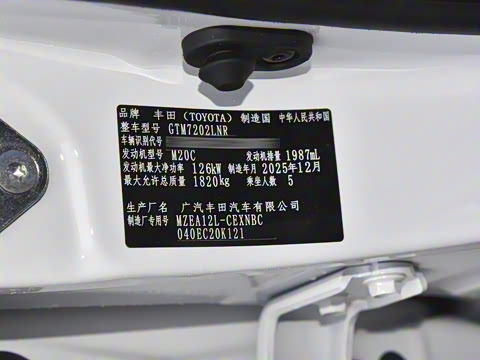 品牌 丰田（TOYOTA） 制造国 中华人民共和国
整车型号 GTM7202LNR
车辆识别代号
发动机型号 M20C 发动机排量 1987mL
发动机最大净功率 126kW 制造年月 2025年12月
最大允许总质量 1820kg 乘坐人数 5
生产厂名 广汽丰田汽车有限公司
制造厂专用号 MZEA12L-CEXNBC
040EC20K121